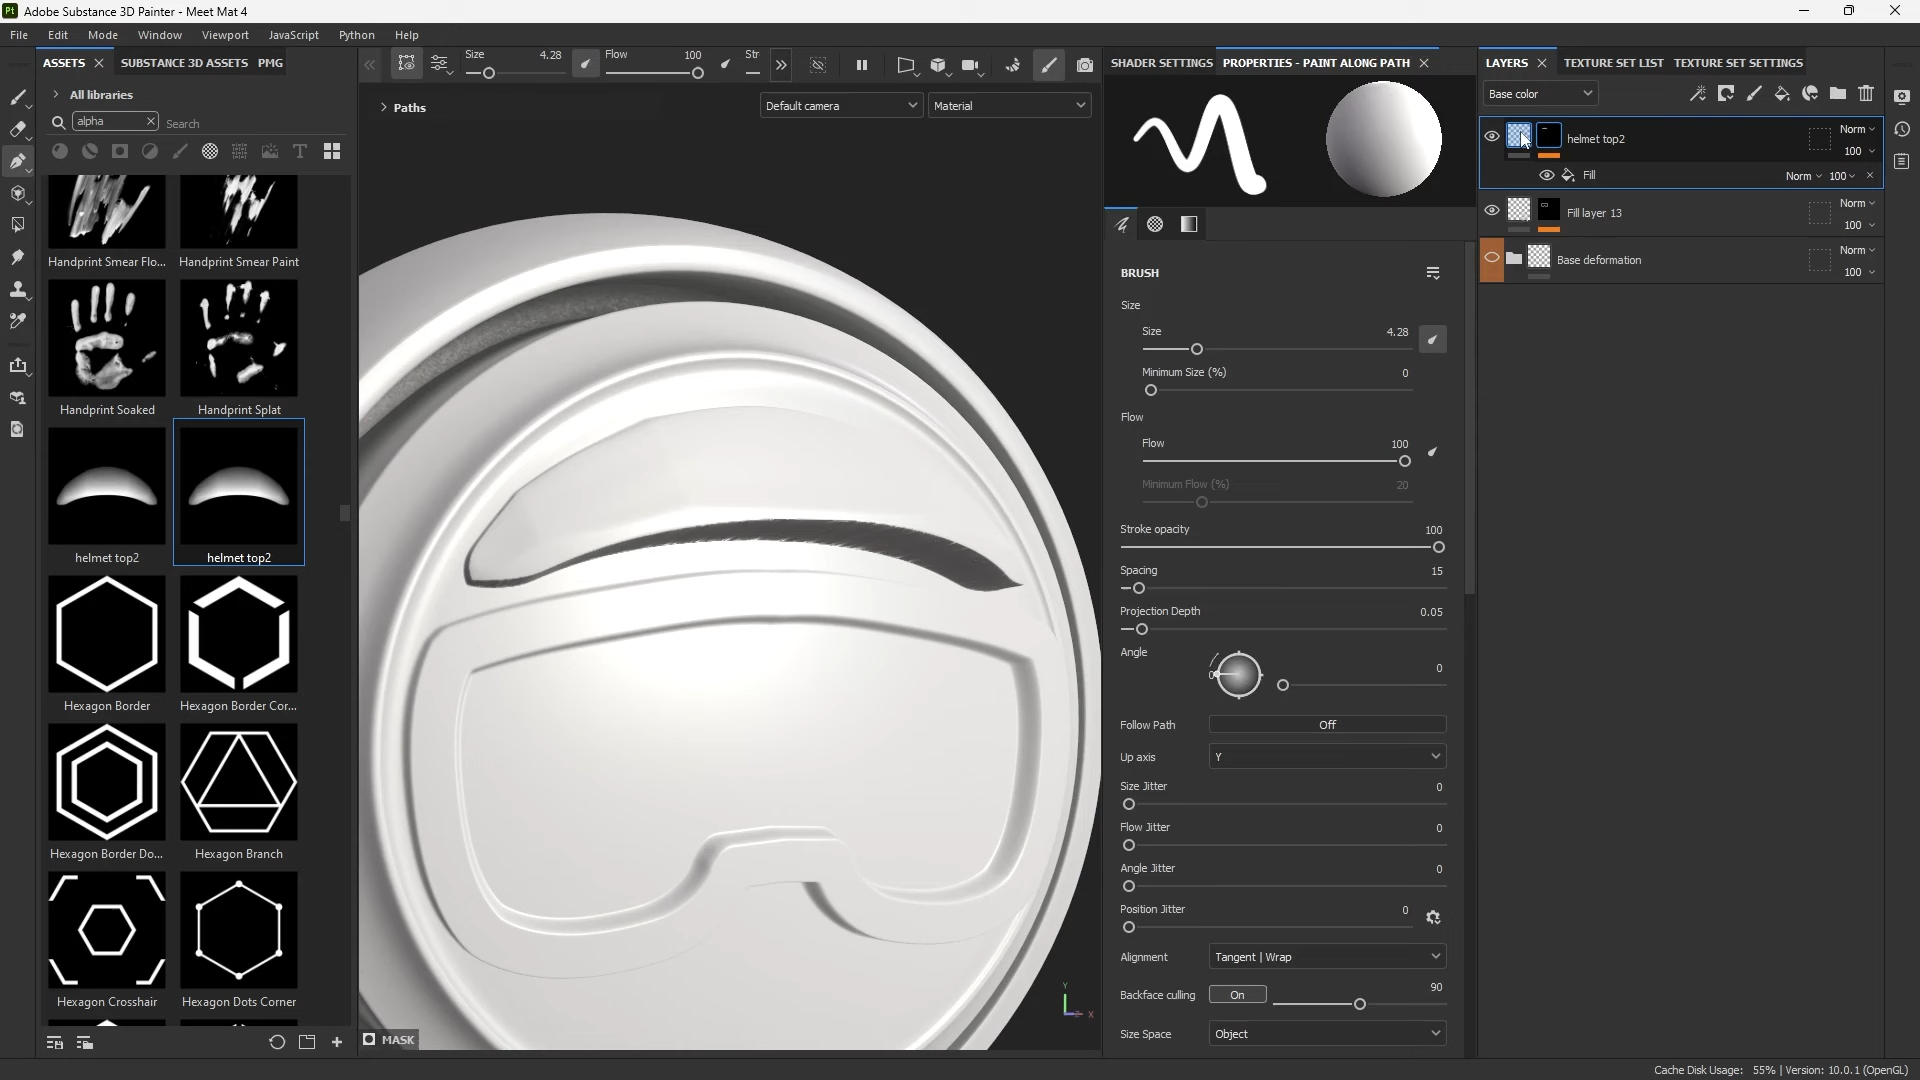 Pt Adobe Substance 3D Painter - Meet Mat 4
File Edit Mode Window Viewport JavaScript Python Help
ASSETS SUBSTANCE 3D ASSETS PMG
Size 4.28 Flow 100 Str
SHADER SETTINGS PROPERTIES - PAINT ALONG PATH
LAYERS TEXTURE SET LIST TEXTURE SET SETTINGS
All libraries
alpha Search
Paths
Default camera Material
Base color
helmet top2 Norm 100
Fill Norm 100
Fill layer 13 Norm 100
Base deformation Norm 100
Handprint Smear Flo... Handprint Smear Paint
Handprint Soaked Handprint Splat
helmet top2 helmet top2
Hexagon Border Hexagon Border Cor...
Hexagon Border Do... Hexagon Branch
Hexagon Crosshair Hexagon Dots Corner
BRUSH
Size
Size 4.28
Minimum Size (%) 0
Flow
Flow 100
Minimum Flow (%) 20
Stroke opacity 100
Spacing 15
Projection Depth 0.05
Angle 0 0
Follow Path Off
Up axis Y
Size Jitter 0
Flow Jitter 0
Angle Jitter 0
Position Jitter 0
Alignment Tangent | Wrap
Backface culling On 90
Size Space Object
Y
X
MASK
Cache Disk Usage: 55% | Version: 10.0.1 (OpenGL)